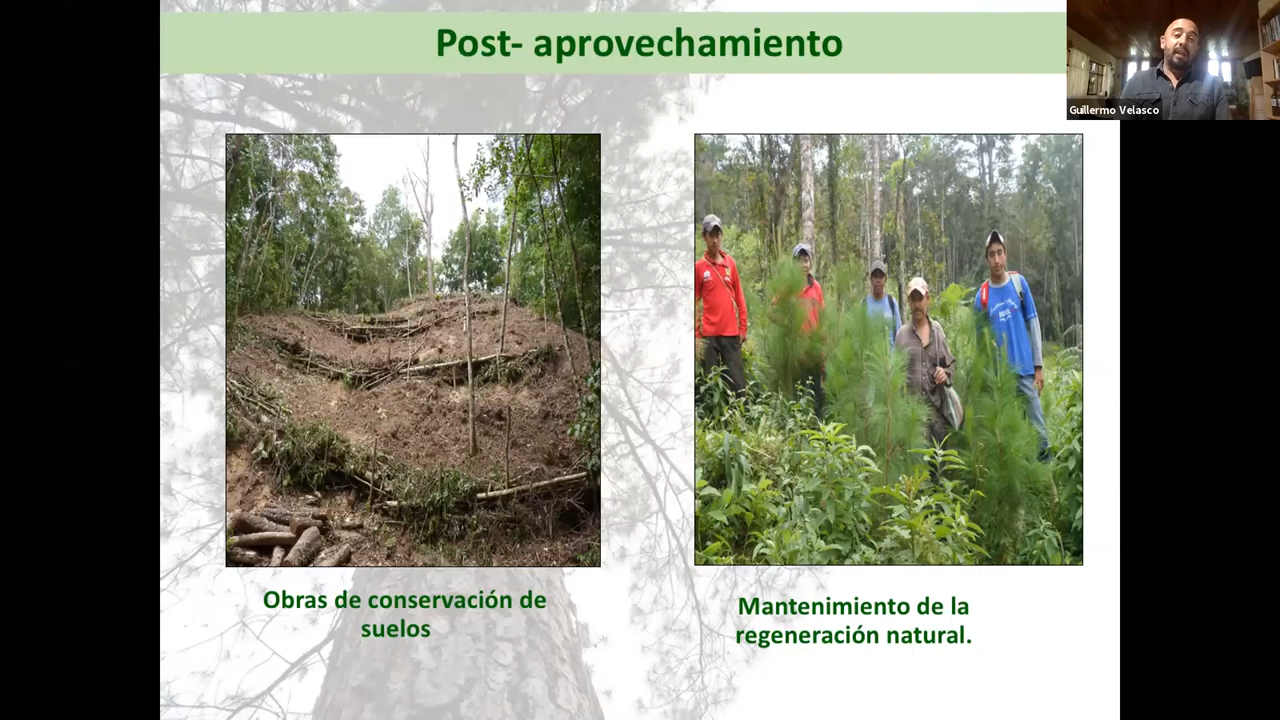 Post- aprovechamiento
Guillermo Velasco
Obras de conservación de
suelos
Mantenimiento de la
regeneración natural.